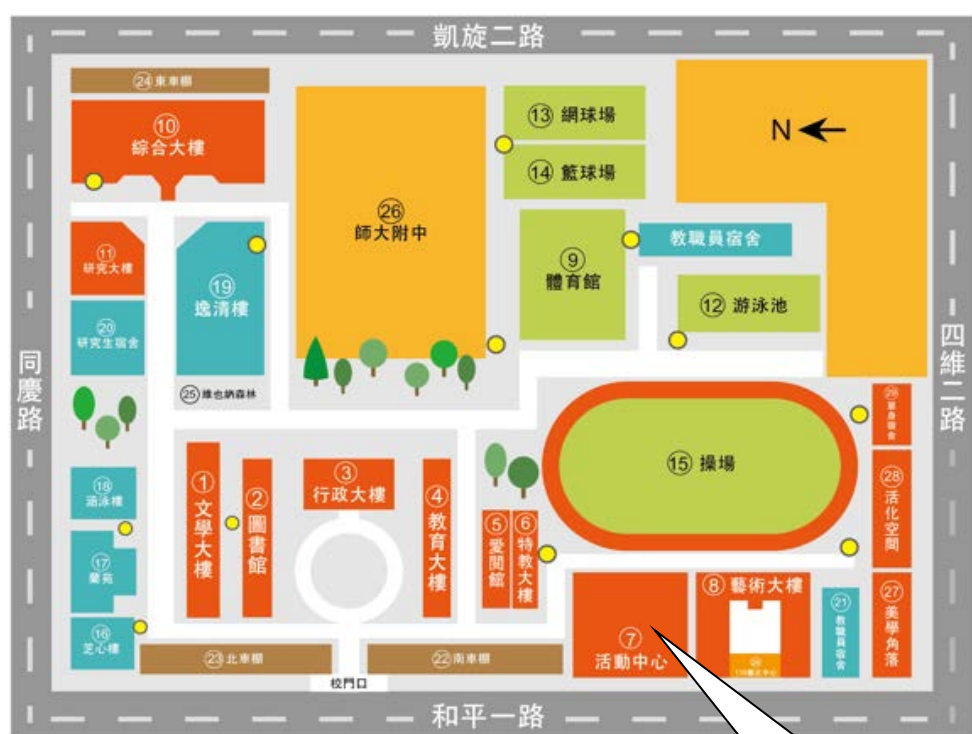 凱旋二路
㉔東車棚
⑩
綜合大樓
⑬ 網球場
⑭ 籃球場
N
㉖
師大附中
⑪
研究大樓
⑲
逸清樓
⑨
體育館
教職員宿舍
⑫ 游泳池
⑳
研究生宿舍
同慶路
四維二路
㉕維也納森林
①文學大樓
②圖書館
③
行政大樓
④教育大樓
⑤愛閱館
⑥特教大樓
⑮ 操場
單身宿舍
㉘活化空間
⑱
涵泳樓
⑰
蘭苑
⑯
芝心樓
⑦
活動中心
⑧ 藝術大樓
㉑教職員宿舍
㉗美學角落
㉓北車棚
㉒南車棚
校門口
和平一路